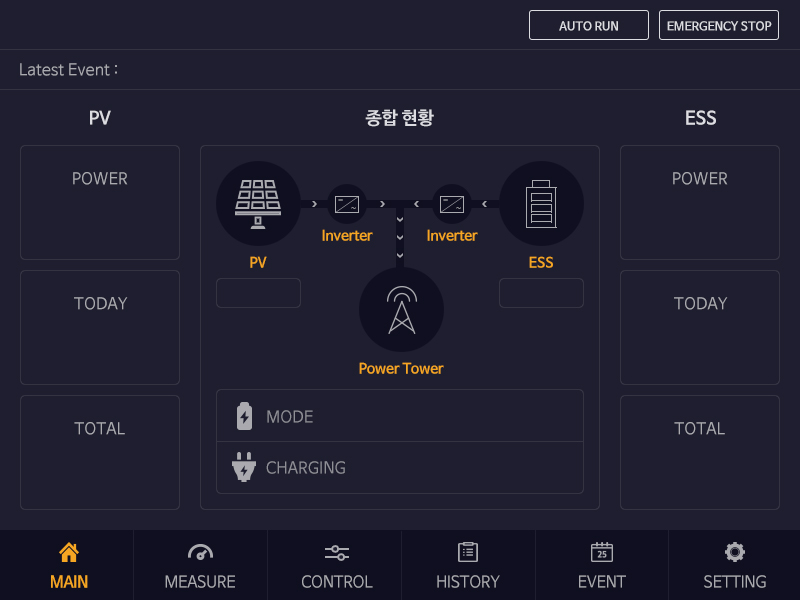 AUTO RUN
EMERGENCY STOP
Latest Event :
PV
종합 현황
ESS
POWER
TODAY
TOTAL
Inverter
Inverter
PV
ESS
Power Tower
MODE
CHARGING
POWER
TODAY
TOTAL
MAIN
MEASURE
CONTROL
HISTORY
25
EVENT
SETTING